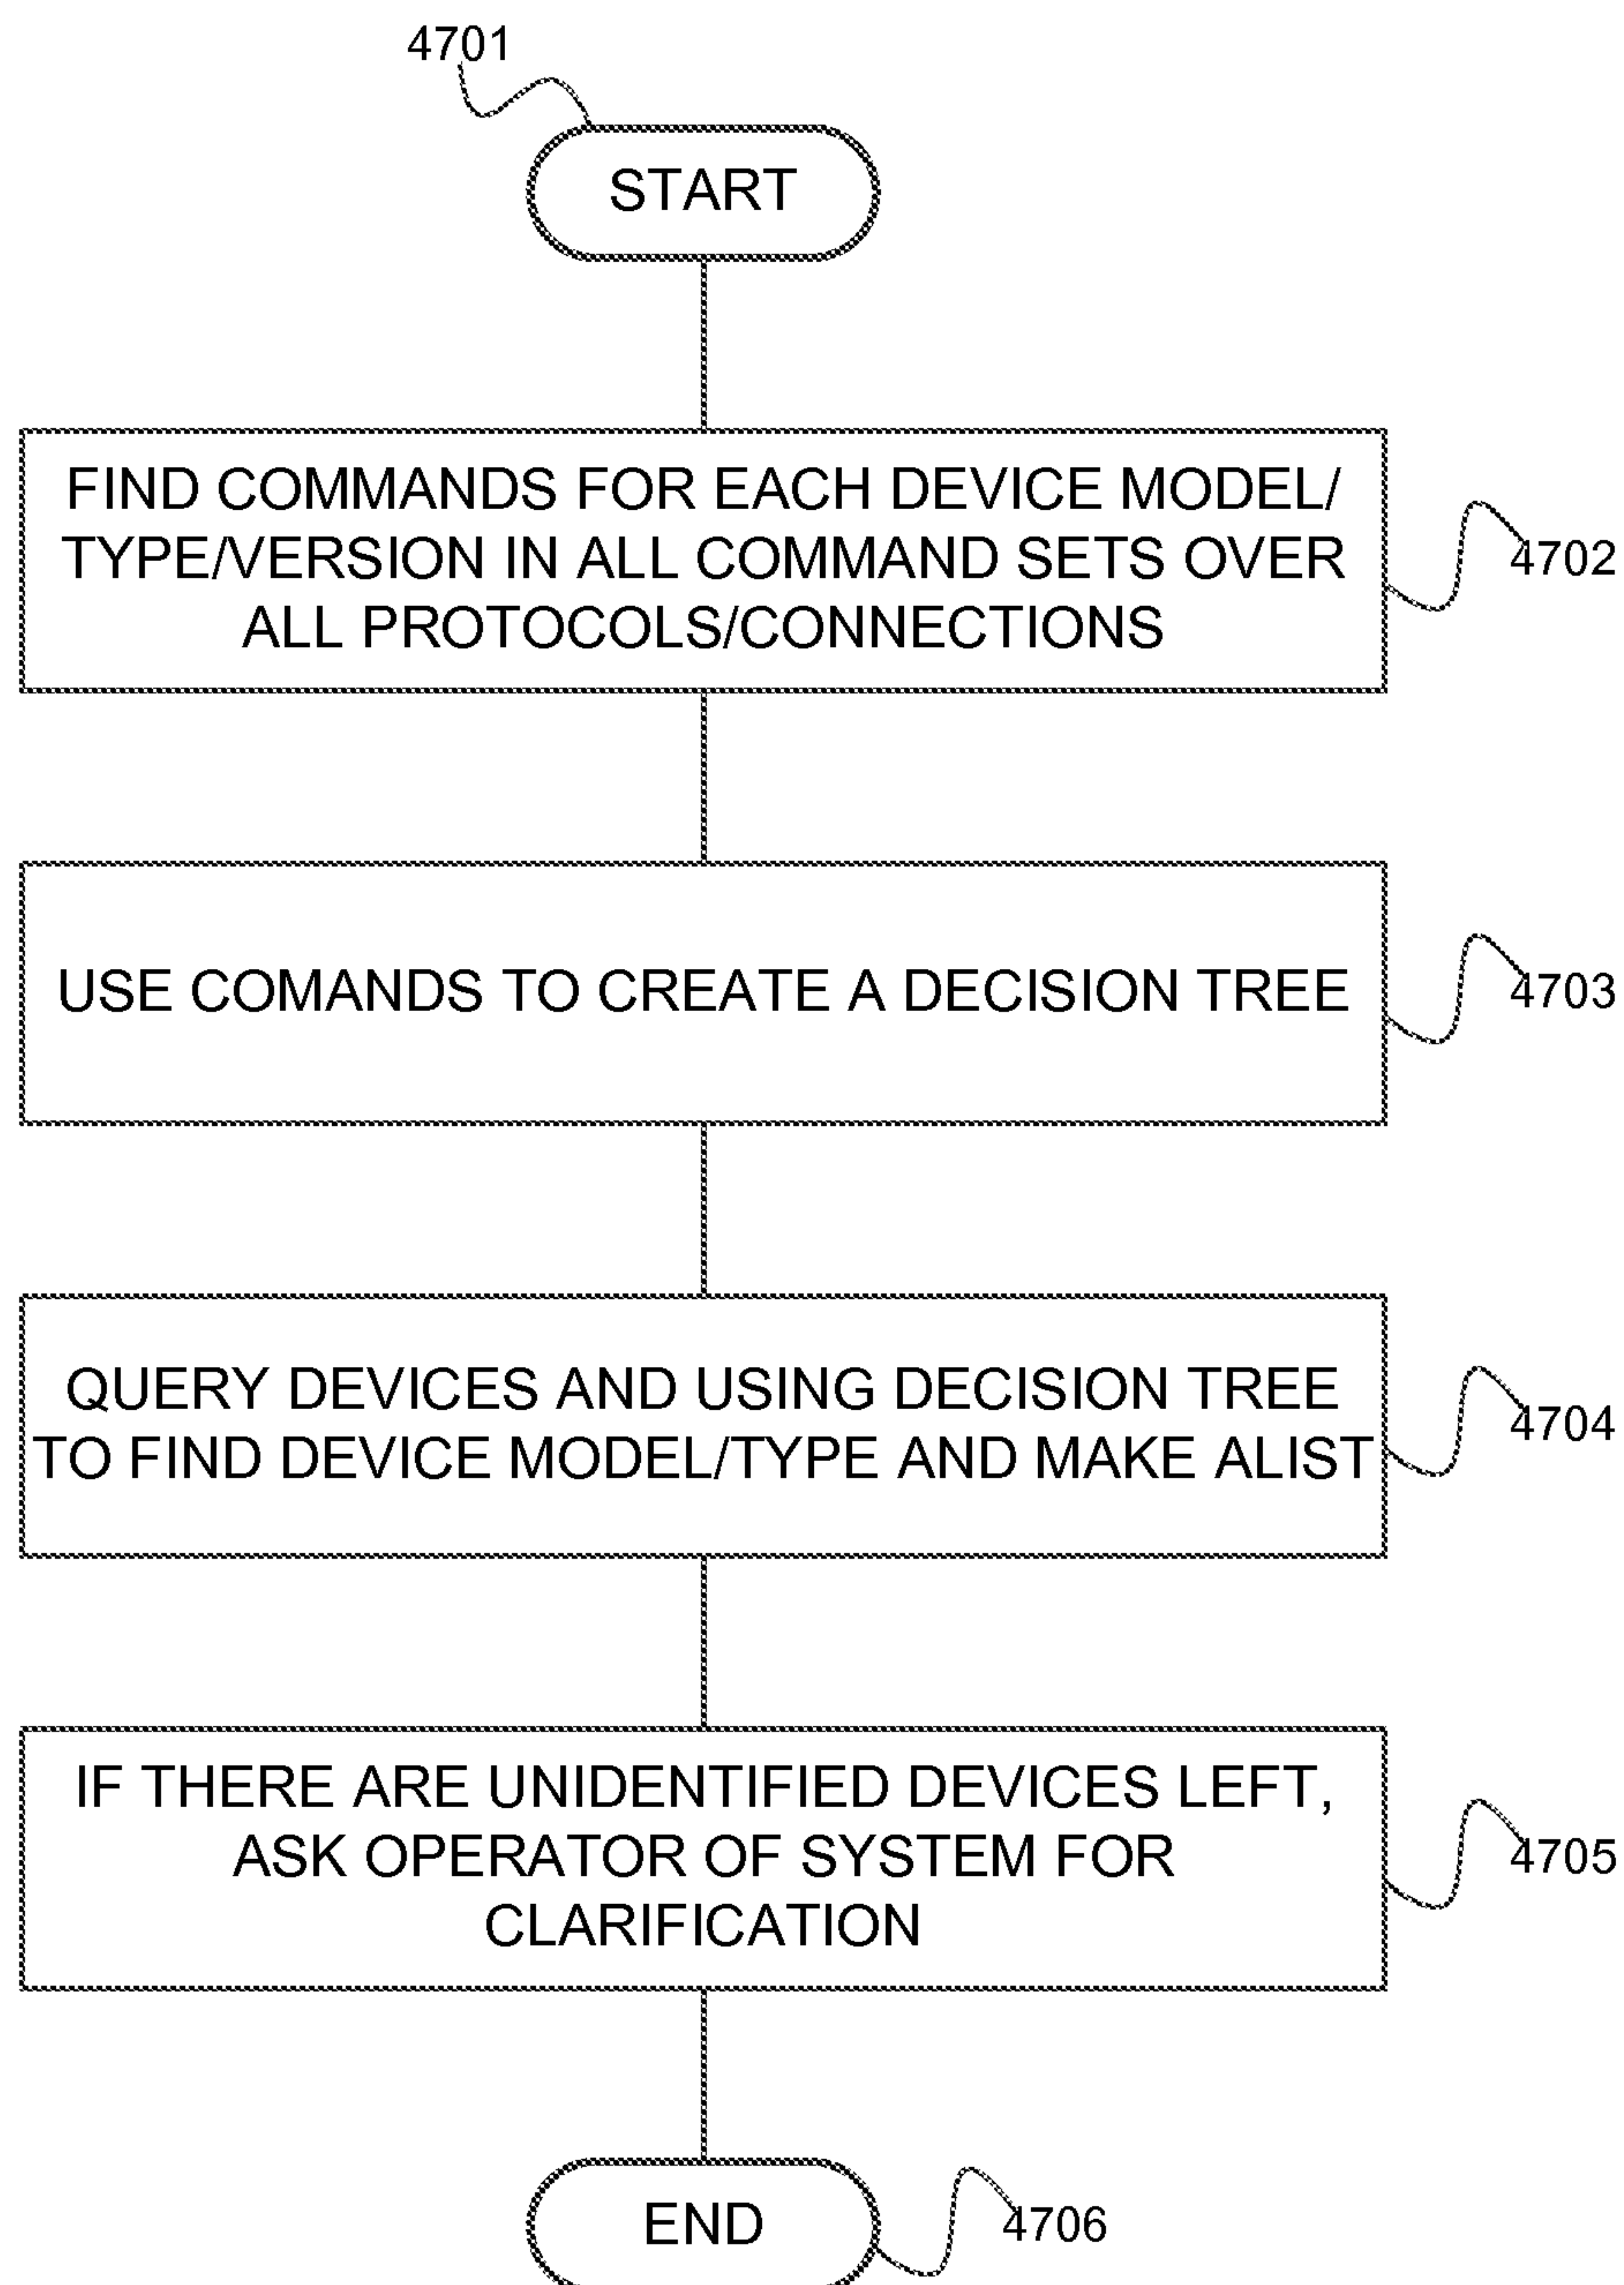 4701
START
FIND COMMANDS FOR EACH DEVICE MODEL/
TYPE/VERSION IN ALL COMMAND SETS OVER
ALL PROTOCOLS/CONNECTIONS
4702
USE COMANDS TO CREATE A DECISION TREE
4703
QUERY DEVICES AND USING DECISION TREE
TO FIND DEVICE MODEL/TYPE AND MAKE ALIST
4704
IF THERE ARE UNIDENTIFIED DEVICES LEFT,
ASK OPERATOR OF SYSTEM FOR
CLARIFICATION
4705
END
4706